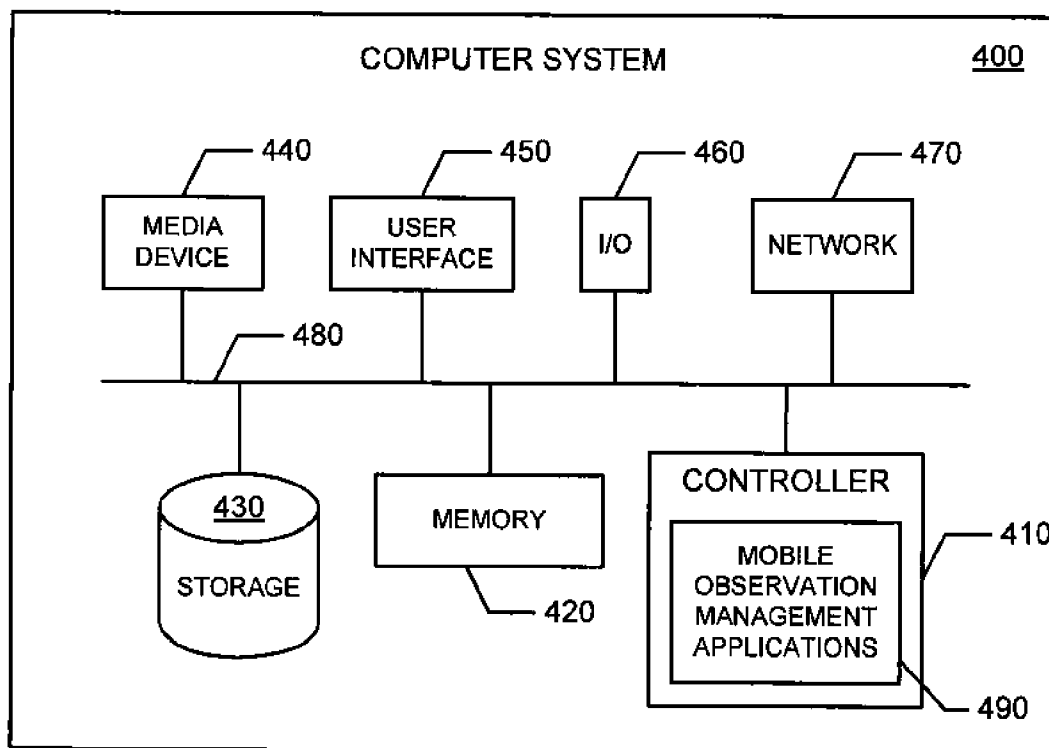 COMPUTER SYSTEM
400
440
450
460
470
MEDIA
DEVICE
USER
INTERFACE
I/O
NETWORK
480
430
STORAGE
MEMORY
420
CONTROLLER
410
MOBILE
OBSERVATION
MANAGEMENT
APPLICATIONS
490